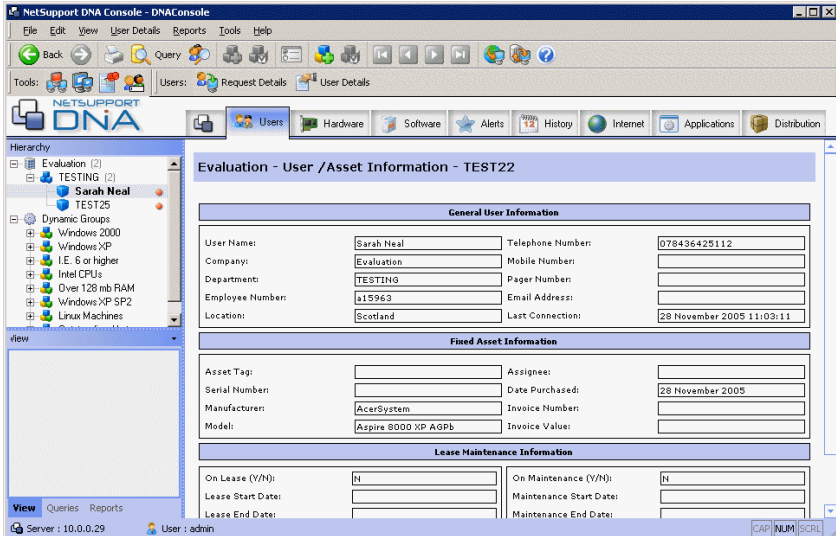 NetSupport DNA Console - DNAConsole
File Edit View User Details Reports Tools Help
Back Query
Tools: Users: Request Details User Details
NETSUPPORT
DNA
Users Hardware Software Alerts 12 History Internet Applications Distribution
Hierarchy
Evaluation (2)
TESTING (2)
Sarah Neal
TEST25
Dynamic Groups
Windows 2000
Windows XP
I.E. 6 or higher
Intel CPUs
Over 128 mb RAM
Windows XP SP2
Linux Machines
View
View Queries Reports
Evaluation - User /Asset Information - TEST22
General User Information
User Name: Sarah Neal Telephone Number: 078436425112
Company: Evaluation Mobile Number:
Department: TESTING Pager Number:
Employee Number: a15963 Email Address:
Location: Scotland Last Connection: 28 November 2005 11:03:11
Fixed Asset Information
Asset Tag: Assignee:
Serial Number: Date Purchased: 28 November 2005
Manufacturer: AcerSystem Invoice Number:
Model: Aspire 8000 XP AGPb Invoice Value:
Lease Maintenance Information
On Lease (Y/N): N On Maintenance (Y/N): N
Lease Start Date: Maintenance Start Date:
Lease End Date: Maintenance End Date:
Server : 10.0.0.29 User : admin CAP NUM SCRL